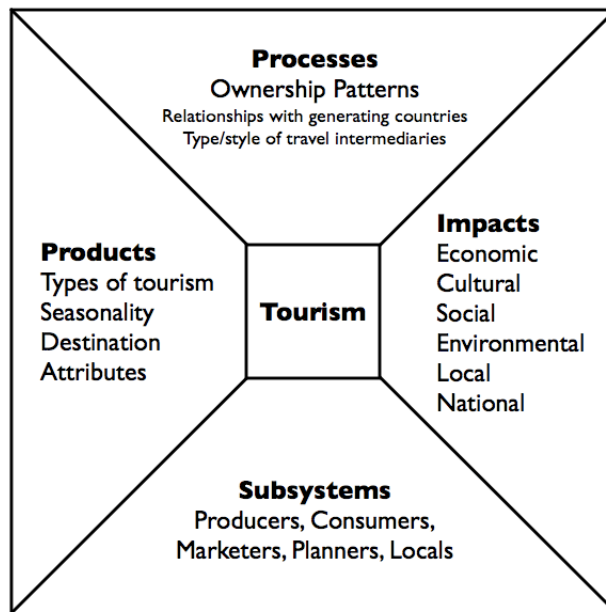 Processes
Ownership Patterns
Relationships with generating countries
Type/style of travel intermediaries
Products
Types of tourism
Seasonality
Destination
Attributes
Tourism
Impacts
Economic
Cultural
Social
Environmental
Local
National
Subsystems
Producers, Consumers,
Marketers, Planners, Locals